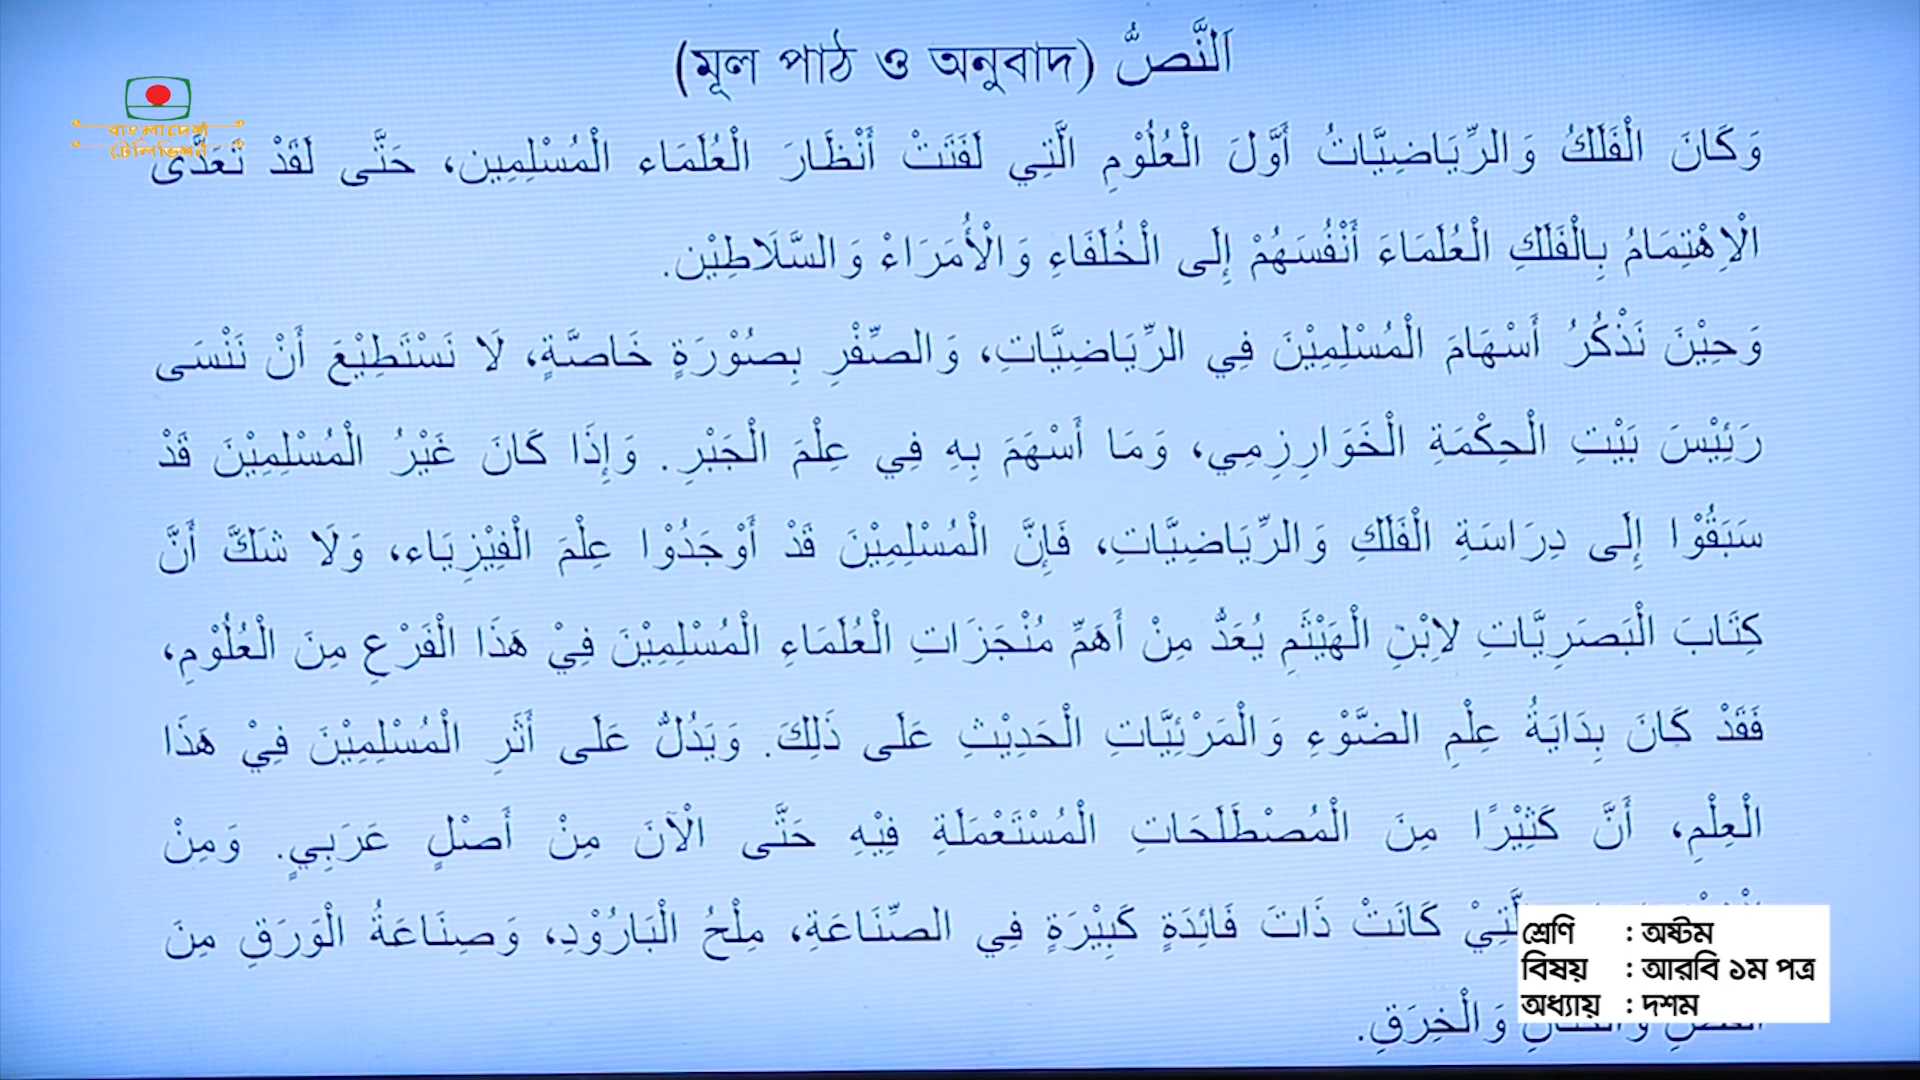 اَلنَّصُّ (মূল পাঠ ও অনুবাদ)
বাংলাদেশ
টেলিভিশন
وَكَانَ الْفَلَكُ وَالرِّيَاضِيَّاتُ أَوَّلَ الْعُلُوْمِ الَّتِي لَفَتَتْ أَنْظَارَ الْعُلَمَاء الْمُسْلِمِين، حَتَّى لَقَدْ تَعَدَّى
الْاِهْتِمَامُ بِالْفَلَكِ الْعُلَمَاءَ أَنْفُسَهُمْ إِلَى الْخُلَفَاءِ وَالْأُمَرَاءْ وَالسَّلَاطِيْن.
وَحِيْنَ نَذْكُرُ أَسْهَامَ الْمُسْلِمِيْنَ فِي الرِّيَاضِيَّاتِ، وَالصِّفْرِ بِصُوْرَةٍ خَاصَّةٍ، لَا نَسْتَطِيْعَ أَنْ نَنْسَى
رَئِيْسَ بَيْتِ الْحِكْمَةِ الْخَوَارِزِمِي، وَمَا أَسْهَمَ بِهِ فِي عِلْمَ الْجَبْرِ. وَإِذَا كَانَ غَيْرُ الْمُسْلِمِيْنَ قَدْ
سَبَقُوْا إِلَى دِرَاسَةِ الْفَلَكِ وَالرِّيَاضِيَّاتِ، فَإِنَّ الْمُسْلِمِيْنَ قَدْ أَوْجَدُوْا عِلْمَ الْفِيْزِيَاء، وَلَا شَكَّ أَنَّ
كِتَابَ الْبَصَرِيَّاتِ لِاِبْنِ الْهَيْثَمِ يُعَدُّ مِنْ أَهَمِّ مُنْجَزَاتِ الْعُلَمَاءِ الْمُسْلِمِيْنَ فِيْ هَذَا الْفَرْعِ مِنَ الْعُلُوْمِ،
فَقَدْ كَانَ بِدَايَةُ عِلْمِ الضَّوْءِ وَالْمَرْئِيَّاتِ الْحَدِيْثِ عَلَى ذَلِكَ. وَيَدُلُّ عَلَى أَثَرِ الْمُسْلِمِيْنَ فِيْ هَذَا
الْعِلْمِ، أَنَّ كَثِيْرًا مِنَ الْمُصْطَلَحَاتِ الْمُسْتَعْمَلَةِ فِيْهِ حَتَّى الْآنَ مِنْ أَصْلٍ عَرَبِيٍ. وَمِنْ
كَانَتْ ذَاتَ فَائِدَةٍ كَبِيْرَةٍ فِي الصِّنَاعَةِ، مِلْحُ الْبَارُوْدِ، وَصِنَاعَةُ الْوَرَقِ مِنَ
وَالْخِرَقِ.
শ্রেণি : অষ্টম
বিষয় : আরবি ১ম পত্র
অধ্যায় : দশম